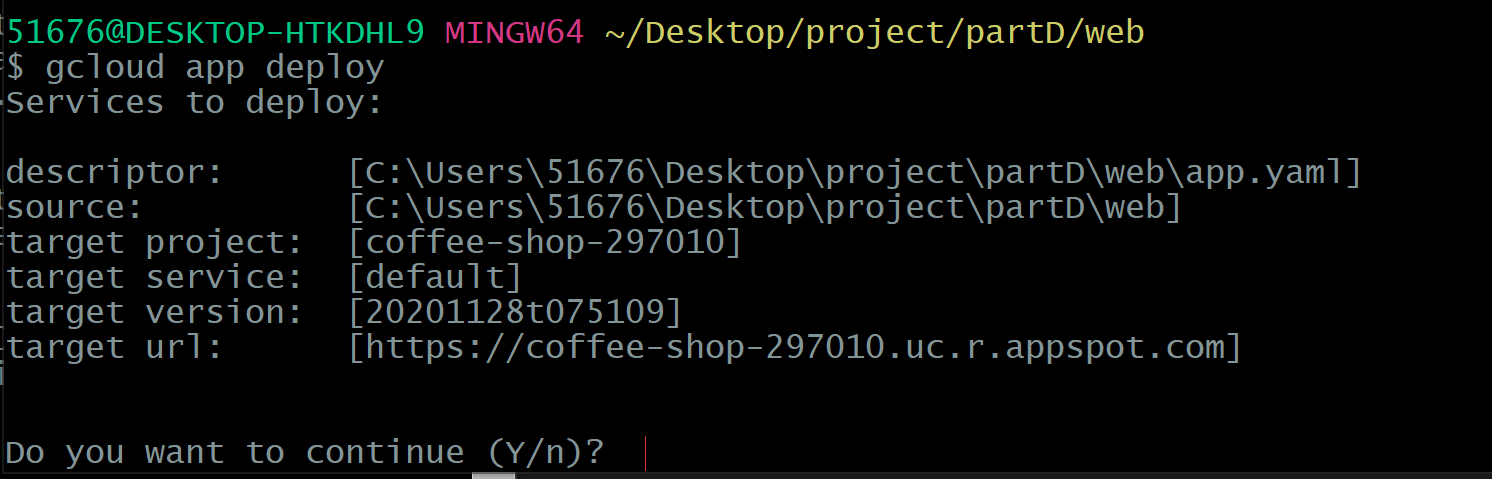 51676@DESKTOP-HTKDHL9 MINGW64 ~/Desktop/project/partD/web
$ gcloud app deploy
Services to deploy:
descriptor:      [C:\Users\51676\Desktop\project\partD\web\app.yaml]
source:          [C:\Users\51676\Desktop\project\partD\web]
target project:  [coffee-shop-297010]
target service:  [default]
target version:  [20201128t075109]
target url:      [https://coffee-shop-297010.uc.r.appspot.com]
Do you want to continue (Y/n)?